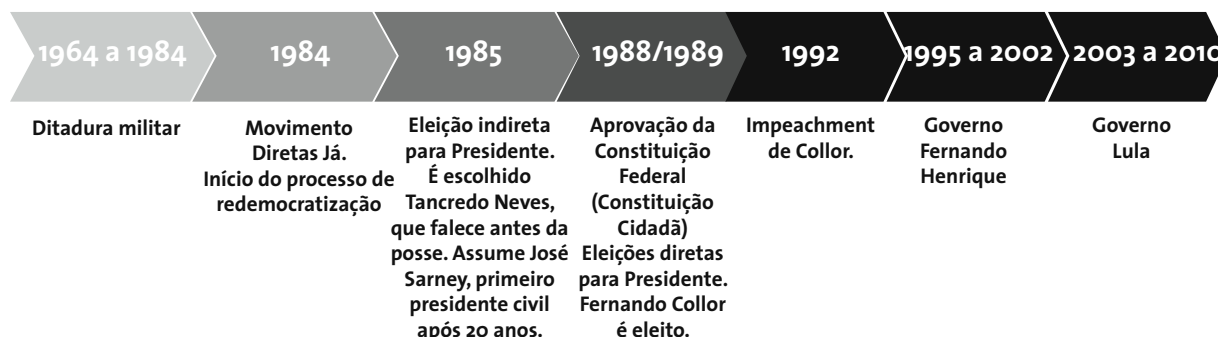 1964 a 1984
1984
1985
1988/1989
1992
1995 a 2002
2003 a 2010
Ditadura militar
Movimento
Diretas Já.
Início do processo de
redemocratização
Eleição indireta
para Presidente.
É escolhido
Tancredo Neves,
que falece antes da
posse. Assume José
Sarney, primeiro
presidente civil
após 20 anos.
Aprovação da
Constituição
Federal
(Constituição
Cidadã)
Eleições diretas
para Presidente.
Fernando Collor
é eleito.
Impeachment
de Collor.
Governo
Fernando
Henrique
Governo
Lula